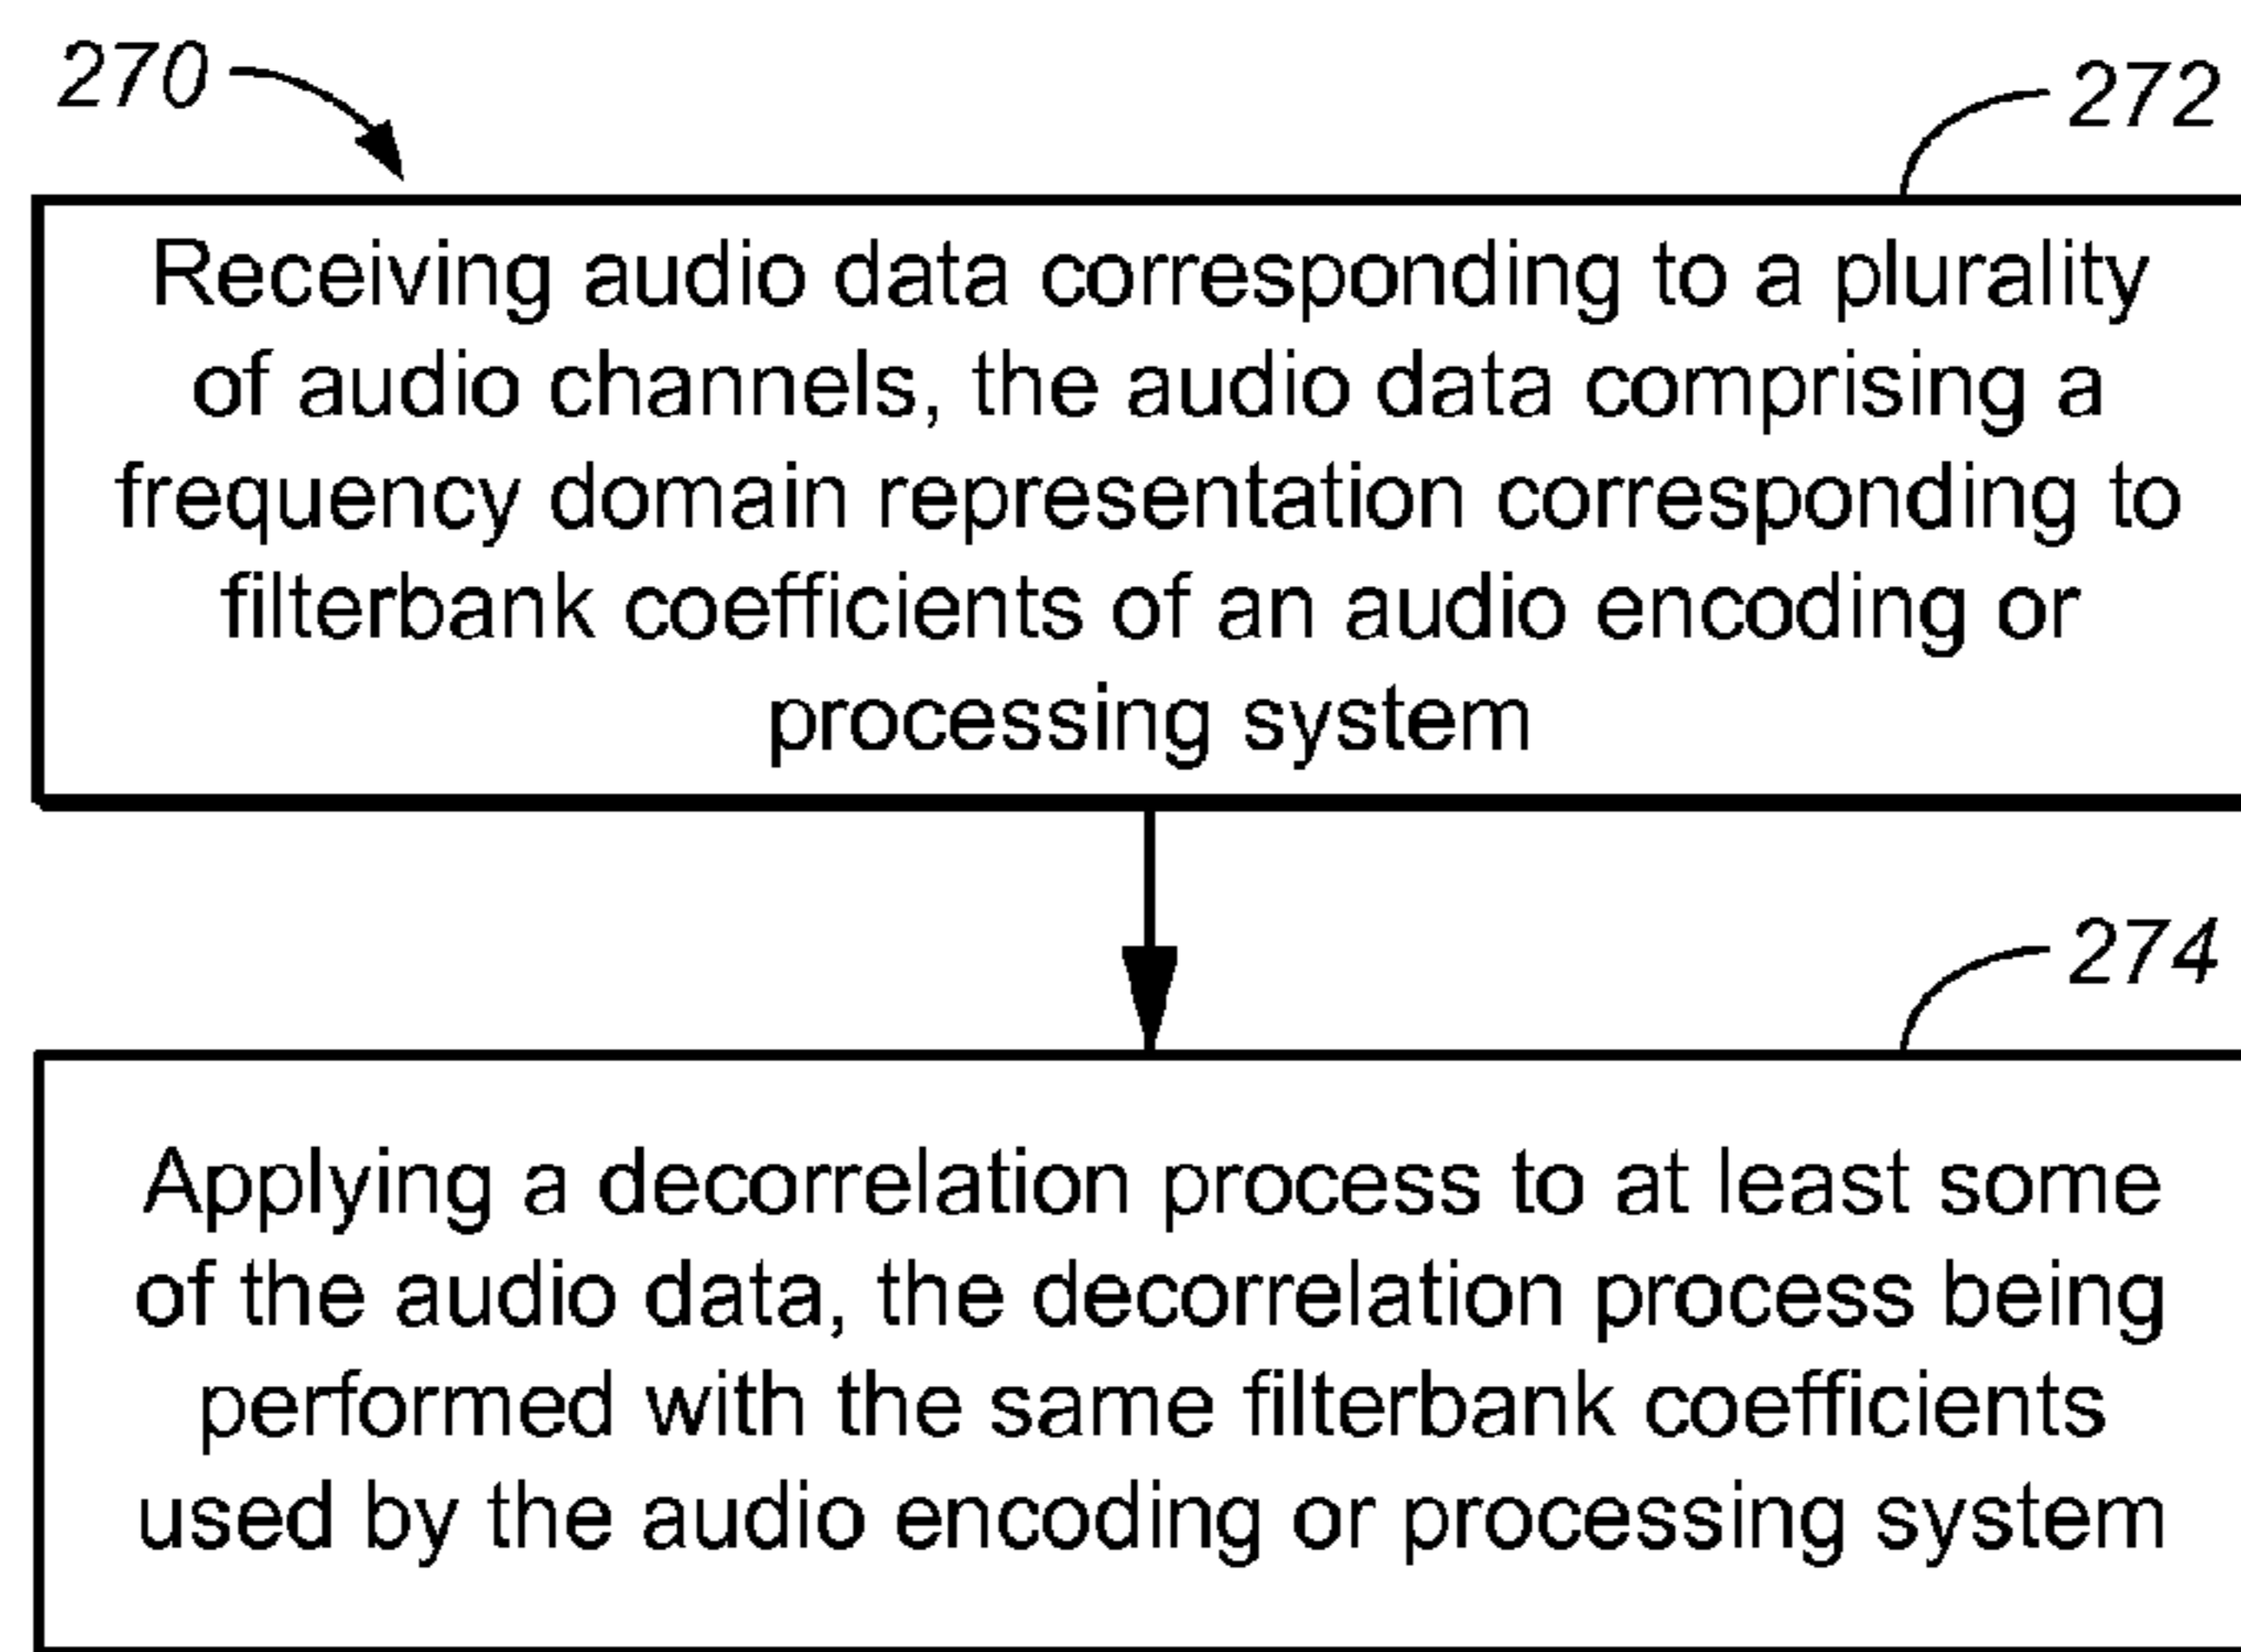 270
272
Receiving audio data corresponding to a plurality
of audio channels, the audio data comprising a
frequency domain representation corresponding to
filterbank coefficients of an audio encoding or
processing system
274
Applying a decorrelation process to at least some
of the audio data, the decorrelation process being
performed with the same filterbank coefficients
used by the audio encoding or processing system